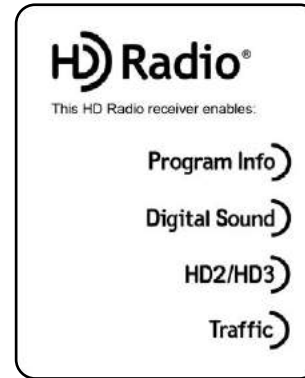 HD Radio®
This HD Radio receiver enables:
Program Info
Digital Sound
HD2/HD3
Traffic